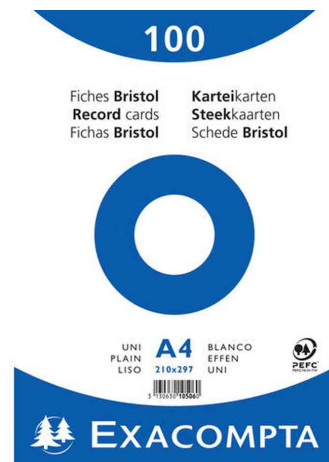 100
Fiches Bristol
Record cards
Fichas Bristol
Karteikarten
Steekkaarten
Schede Bristol
UNI
PLAIN
LISO
A4
210x297
BLANCO
EFFEN
UNI
PEFC
3 130630 105060
EXACOMPTA